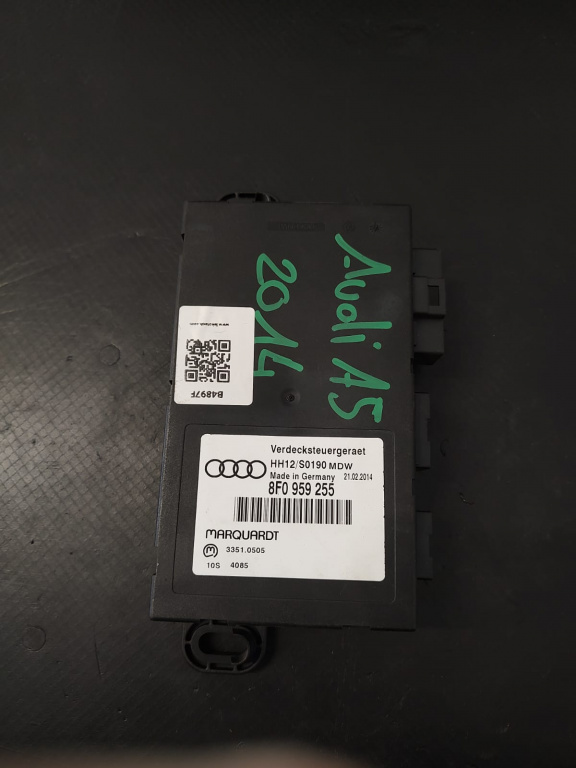 Audi A5
2014
B4897F
Verdecksteuergeraet
HH12/S0190 MDW
Made in Germany 21.02.2014
8F0 959 255
MARQUARDT
3351.0505
10S 4085